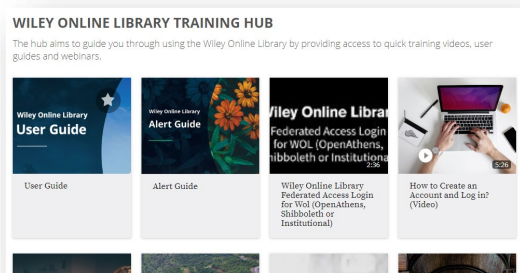 WILEY ONLINE LIBRARY TRAINING HUB
The hub aims to guide you through using the Wiley Online Library by providing access to quick training videos, user
guides and webinars.
Wiley Online Library
User Guide
Wiley Online Library
Alert Guide
Wiley Online Librar
Federated Access Login
for WOL (OpenAthens,
hibboleth or Institutiona
2:36
5:26
User Guide
Alert Guide
Wiley Online Library
Federated Access Login
for Wol (OpenAthens,
Shibboleth or
Institutional)
How to Create an
Account and Log in?
(Video)